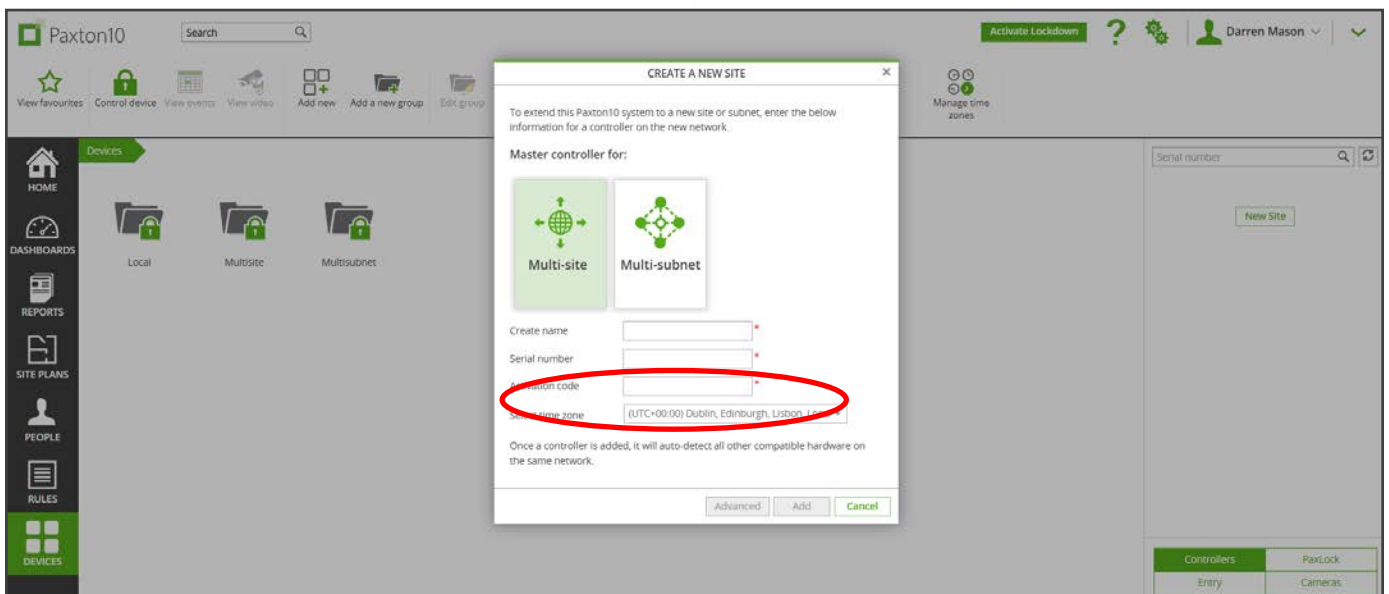 Paxton10
Search
Activate Lockdown
?
Darren Mason
View favourites
Control device
View events
View video
Add new
Add a new group
Edit group
Manage time
zones
Devices
HOME
DASHBOARDS
REPORTS
SITE PLANS
PEOPLE
RULES
DEVICES
Local
Multisite
Multisubnet
CREATE A NEW SITE
To extend this Paxton10 system to a new site or subnet, enter the below
information for a controller on the new network
Master controller for:
Multi-site
Multi-subnet
Create name *
Serial number *
Activation code *
Select time zone
(UTC+00:00) Dublin, Edinburgh, Lisbon,
Once a controller is added, it will auto-detect all other compatible hardware on
the same network.
Advanced
Add
Cancel
Serial number
New Site
Controllers
PaxLock
Entry
Cameras